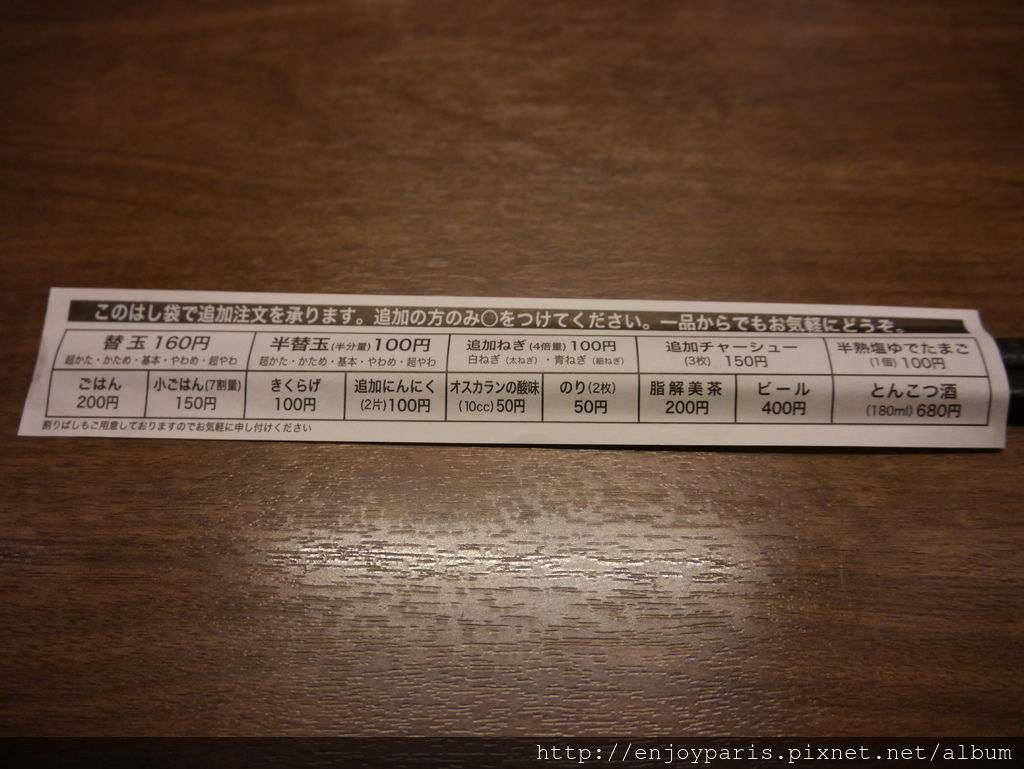 このはし袋で追加注文を承ります。追加の方のみ○をつけてください。一品からでもお気軽にどうぞ。
替玉 160円
超かた・かため・基本・やわめ・超やわ
半替玉(半分量)100円
超かた・かため・基本・やわめ・超やわ
追加ねぎ(4倍量)100円
白ねぎ(太ねぎ)・青ねぎ(細ねぎ)
追加チャーシュー
(3枚) 150円
半熟塩ゆでたまご
(1個)100円
ごはん
200円
小ごはん(7割量)
150円
きくらげ
100円
追加にんにく
(2片)100円
オスカランの酸味
(10cc)50円
のり(2枚)
50円
脂解美茶
200円
ビール
400円
とんこつ酒
(180ml)680円
割りばしもご用意しておりますのでお気軽に申し付けください
http://enjoyparis.pixnet.net/album